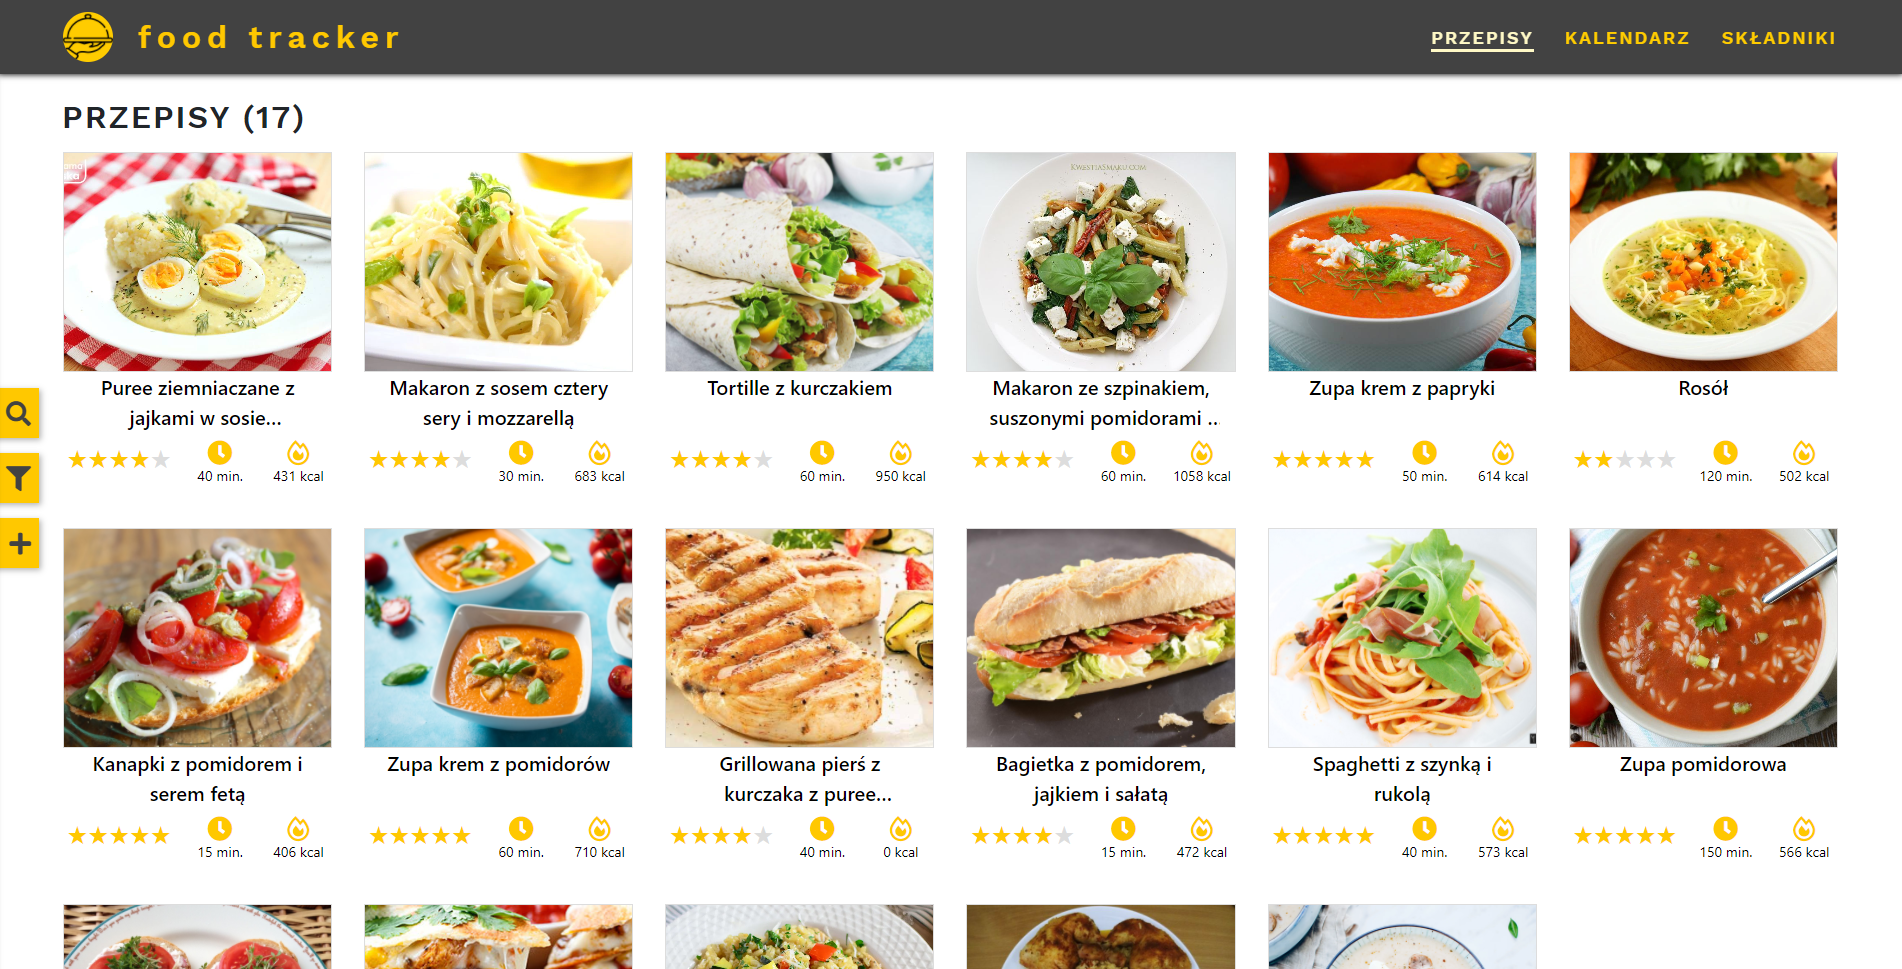 food tracker
PRZEPISY
KALENDARZ
SKŁADNIKI
PRZEPISY (17)
KWESTIASMAKU.COM
Puree ziemniaczane z
jajkami w sosie...
40 min.
431 kcal
Makaron z sosem cztery
sery i mozzarellą
30 min.
683 kcal
Tortille z kurczakiem
60 min.
950 kcal
Makaron ze szpinakiem,
suszonymi pomidorami ..
60 min.
1058 kcal
Zupa krem z papryki
50 min.
614 kcal
Rosół
120 min.
502 kcal
Kanapki z pomidorem i
serem fetą
15 min.
406 kcal
Zupa krem z pomidorów
60 min.
710 kcal
Grillowana pierś z
kurczaka z puree...
40 min.
0 kcal
Bagietka z pomidorem,
jajkiem i sałatą
15 min.
472 kcal
Spaghetti z szynką i
rukolą
40 min.
573 kcal
Zupa pomidorowa
150 min.
566 kcal